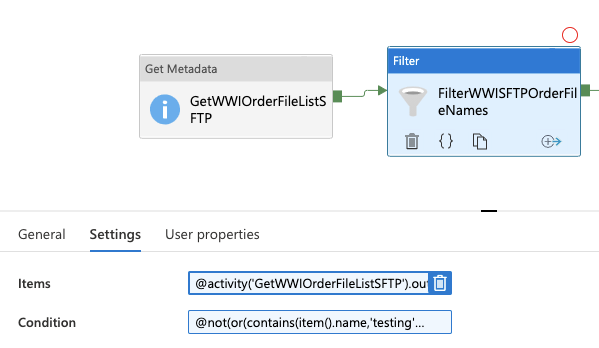 Get Metadata
GetWWIOrderFileListS
FTP
Filter
FilterWWISFTPOrderFil
eNames
{}
General Settings User properties
Items @activity('GetWWIOrderFileListSFTP').ou
Condition @not(or(contains(item().name,'testing'...